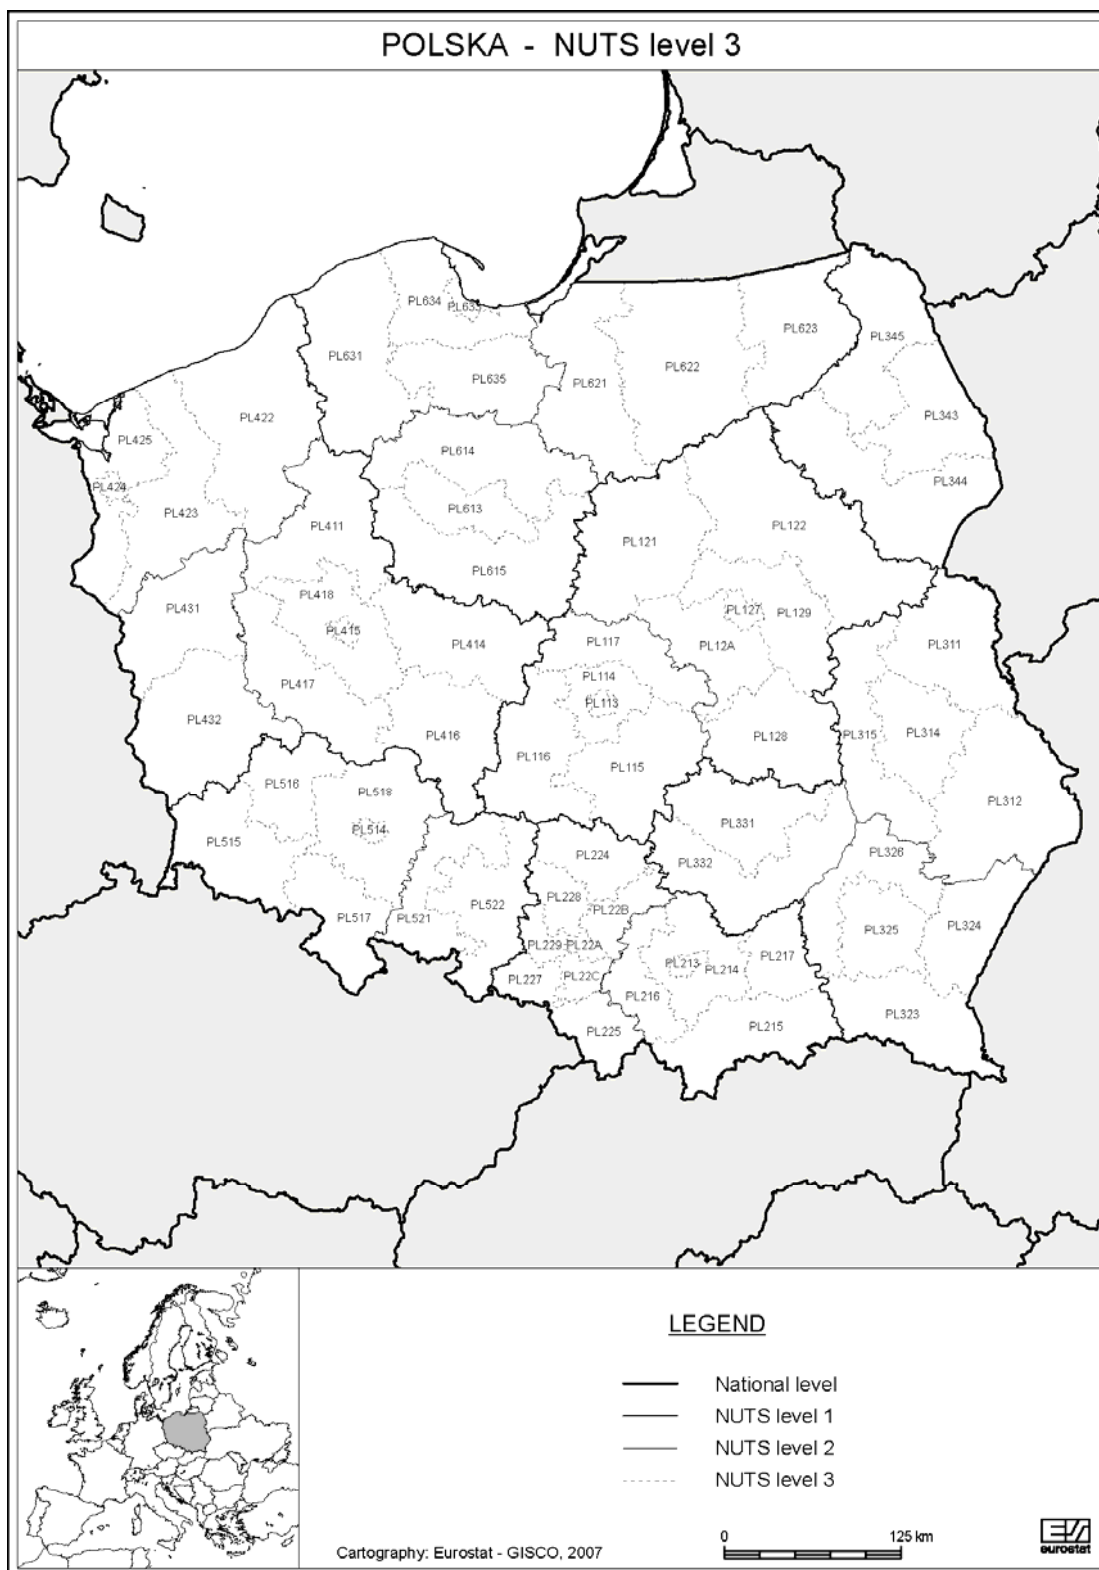 POLSKA - NUTS level 3
PL634
PL633
PL623
PL631
PL345
PL622
PL635
PL621
PL422
PL343
PL425
PL614
PL424
PL344
PL613
PL423
PL411
PL122
PL121
PL615
PL418
PL431
PL127
PL129
PL415
PL117
PL414
PL12A
PL311
PL114
PL417
PL113
PL432
PL416
PL128
PL315
PL314
PL116
PL115
PL516
PL518
PL312
PL331
PL514
PL515
PL326
PL224
PL332
PL228
PL522
PL22B
PL517
PL521
PL324
PL325
PL229
PL22A
PL217
PL213
PL214
PL227
PL22C
PL216
PL323
PL225
PL215
LEGEND
National level
NUTS level 1
NUTS level 2
NUTS level 3
0
125 km
Cartography: Eurostat - GISCO, 2007
eurostat